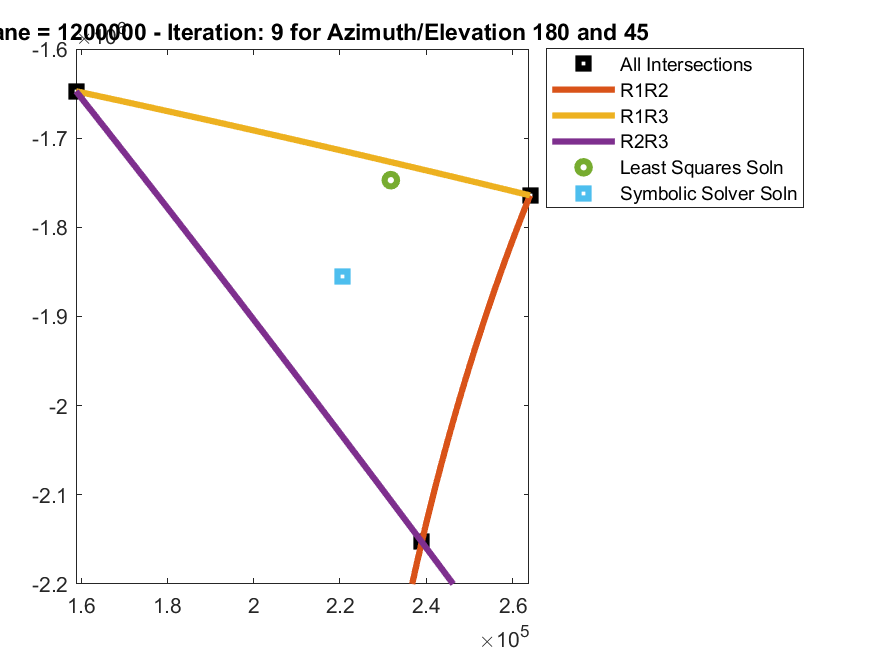 ane = 1200000 - Iteration: 9 for Azimuth/Elevation 180 and 45
-1.6
-1.7
-1.8
-1.9
-2
-2.1
-2.2
1.6
1.8
2
2.2
2.4
2.6
×10^5
All Intersections
R1R2
R1R3
R2R3
Least Squares Soln
Symbolic Solver Soln